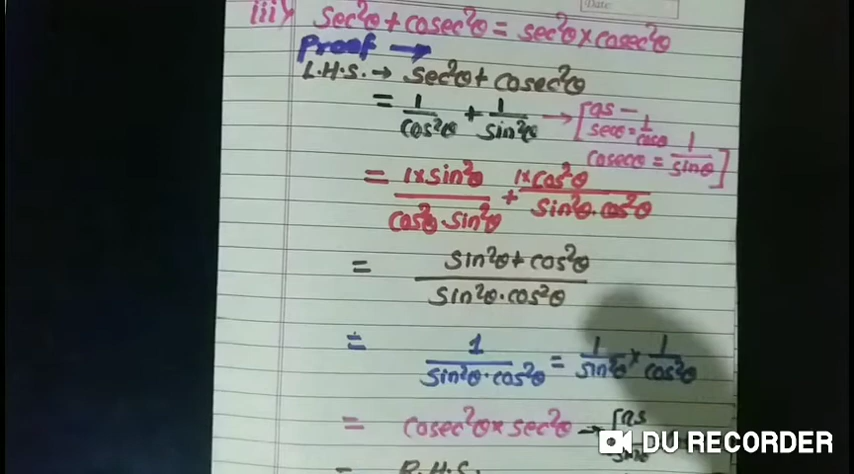 Date
iii) sec²θ + cosec²θ = sec²θ × cosec²θ
Proof →
L.H.S. → sec²θ + cosec²θ
= 1/cos²θ + 1/sin²θ → [as -
secθ = 1/cosθ
cosecθ = 1/sinθ]
= 1×sin²θ/cos²θ·sin²θ + 1×cos²θ/sin²θ·cos²θ
= sin²θ + cos²θ/sin²θ·cos²θ
= 1/sin²θ·cos²θ = 1/sin²θ × 1/cos²θ
= cosec²θ × sec²θ → [as
DU RECORDER
= R.H.S.